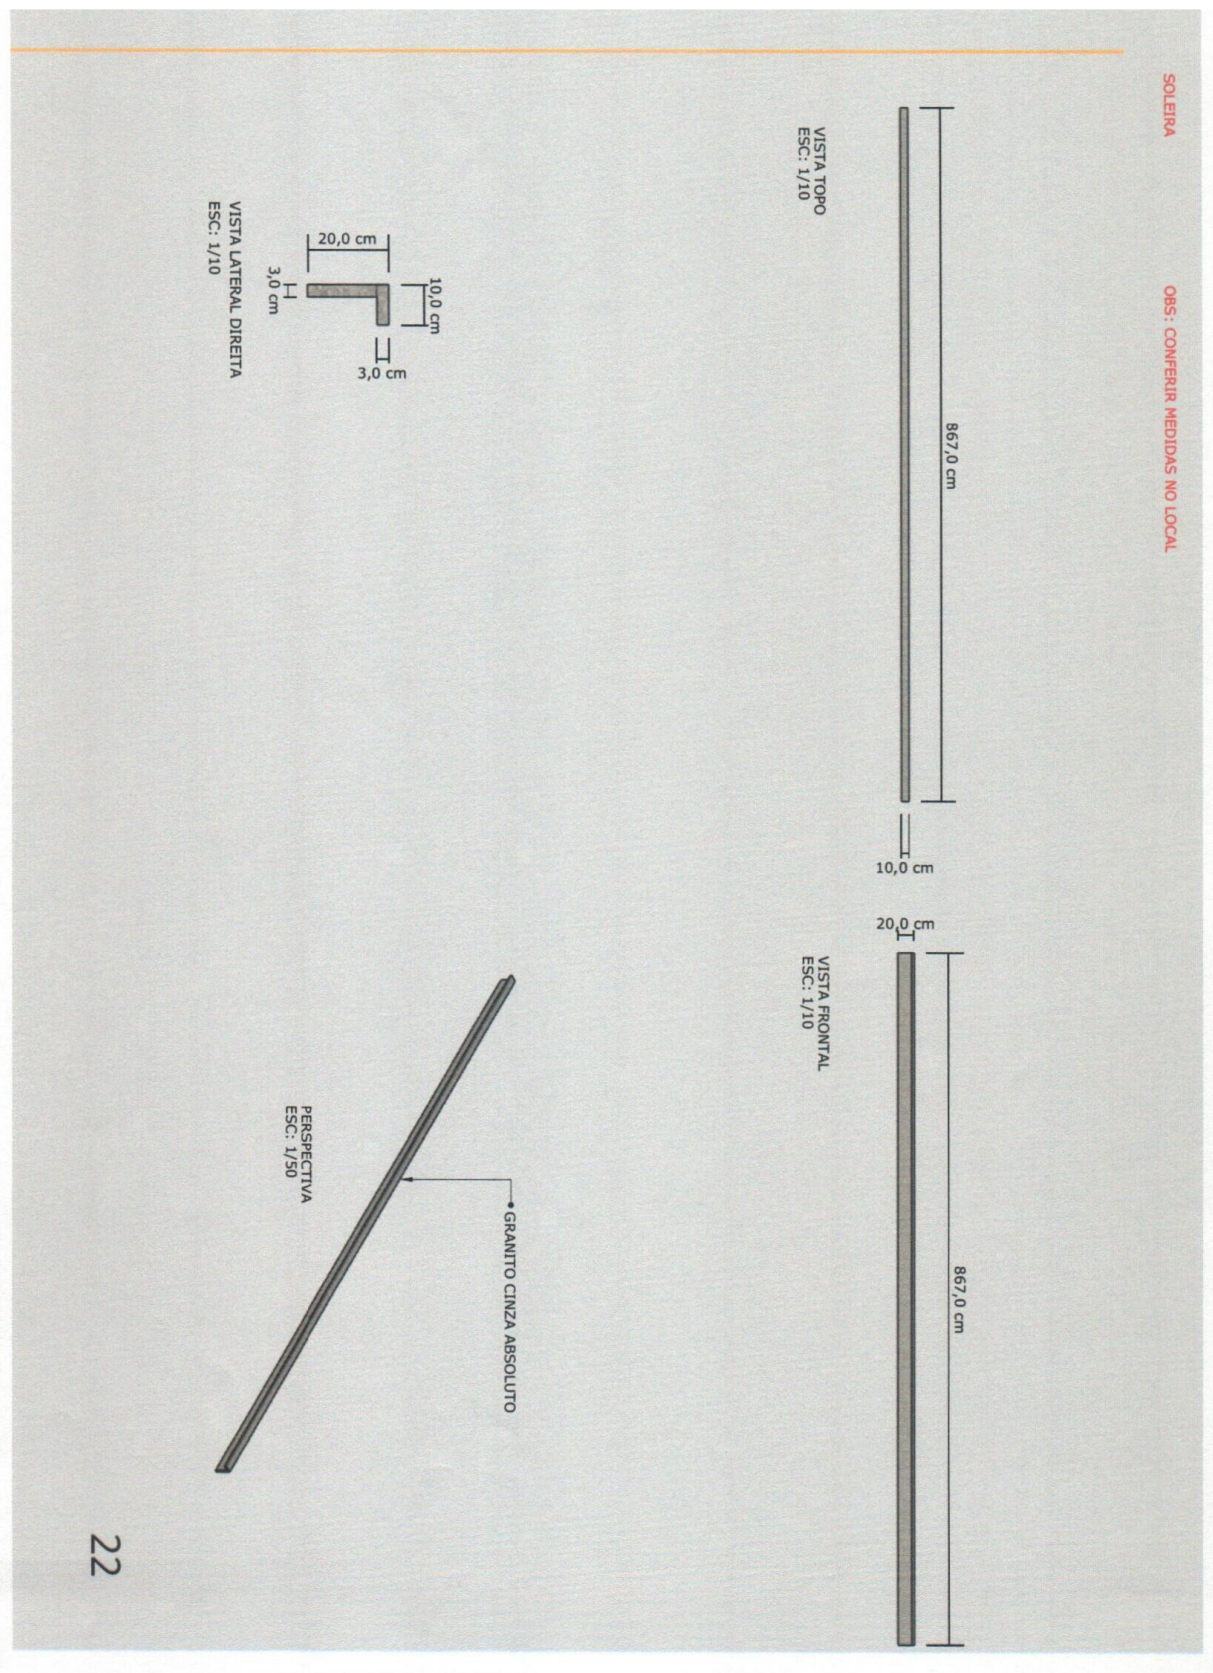 SOLEIRA
OBS: CONFERIR MEDIDAS NO LOCAL
867,0 cm
10,0 cm
VISTA TOPO
ESC: 1/10
867,0 cm
20,0 cm
VISTA FRONTAL
ESC: 1/10
10,0 cm
20,0 cm
3,0 cm
3,0 cm
VISTA LATERAL DIREITA
ESC: 1/10
GRANITO CINZA ABSOLUTO
PERSPECTIVA
ESC: 1/50
22